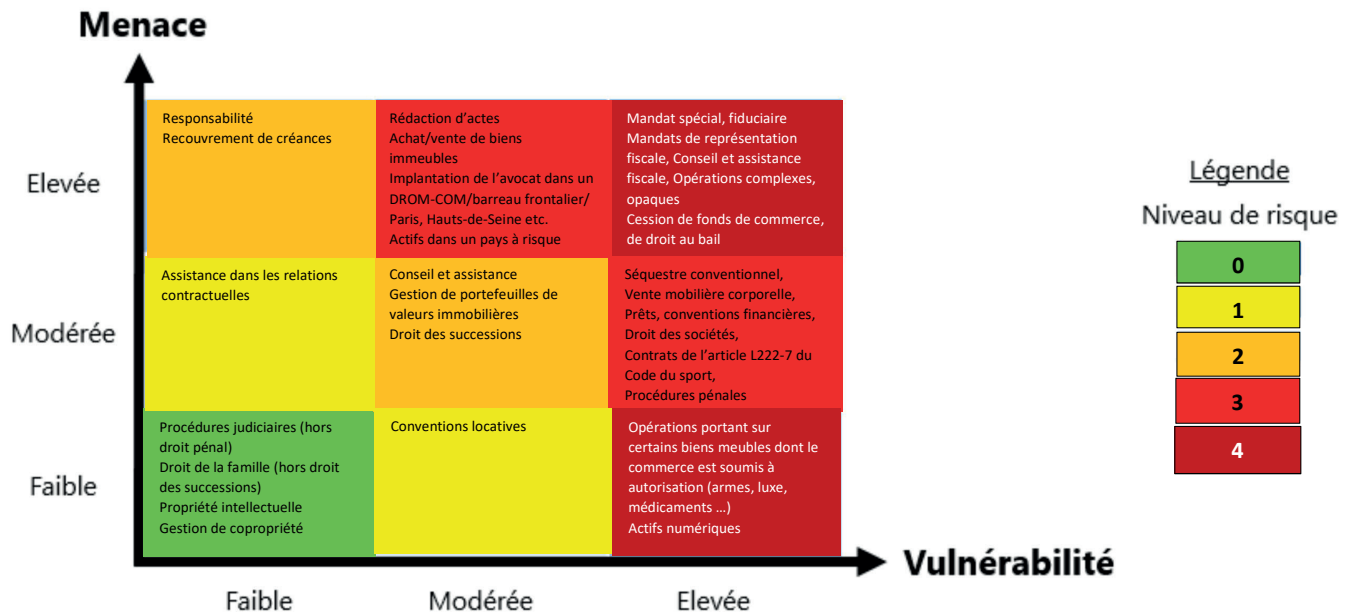 Menace
Elevée
Responsabilité
Recouvrement de créances
Rédaction d'actes
Achat/vente de biens
immeubles
Implantation de l'avocat dans un
DROM-COM/barreau frontalier/
Paris, Hauts-de-Seine etc.
Actifs dans un pays à risque
Mandat spécial, fiduciaire
Mandats de représentation
fiscale, Conseil et assistance
fiscale, Opérations complexes,
opaques
Cession de fonds de commerce,
de droit au bail
Modérée
Assistance dans les relations
contractuelles
Conseil et assistance
Gestion de portefeuilles de
valeurs immobilières
Droit des successions
Séquestre conventionnel,
Vente mobilière corporelle,
Prêts, conventions financières,
Droit des sociétés,
Contrats de l'article L222-7 du
Code du sport,
Procédures pénales
Faible
Procédures judiciaires (hors
droit pénal)
Droit de la famille (hors droit
des successions)
Propriété intellectuelle
Gestion de copropriété
Conventions locatives
Opérations portant sur
certains biens meubles dont le
commerce est soumis à
autorisation (armes, luxe,
médicaments …)
Actifs numériques
Vulnérabilité
Faible
Modérée
Elevée
Légende
Niveau de risque
0
1
2
3
4